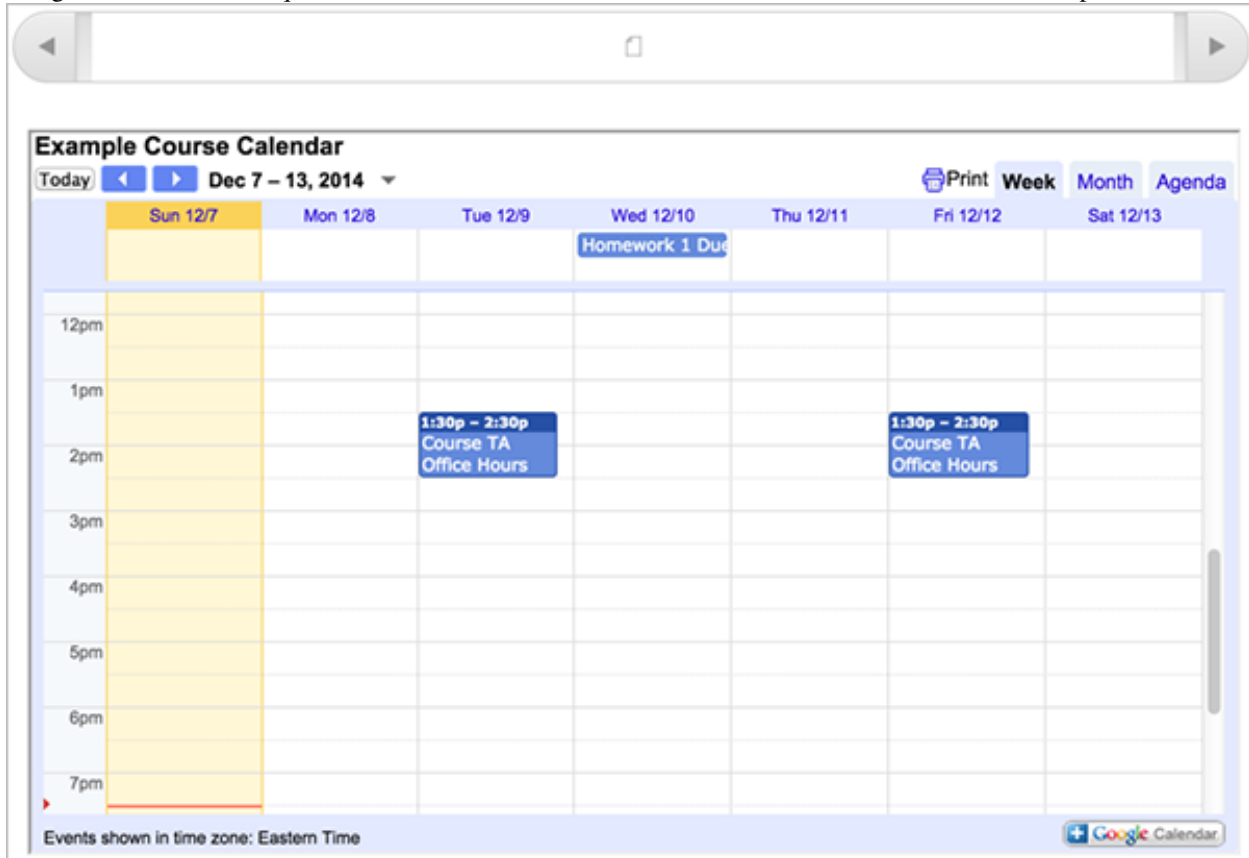 Example Course Calendar
Today Dec 7 – 13, 2014 Print Week Month Agenda
Sun 12/7 Mon 12/8 Tue 12/9 Wed 12/10 Thu 12/11 Fri 12/12 Sat 12/13
Homework 1 Due
12pm
1pm
1:30p – 2:30p 1:30p – 2:30p
Course TA Course TA
2pm
Office Hours Office Hours
3pm
4pm
5pm
6pm
7pm
Events shown in time zone: Eastern Time
Google Calendar